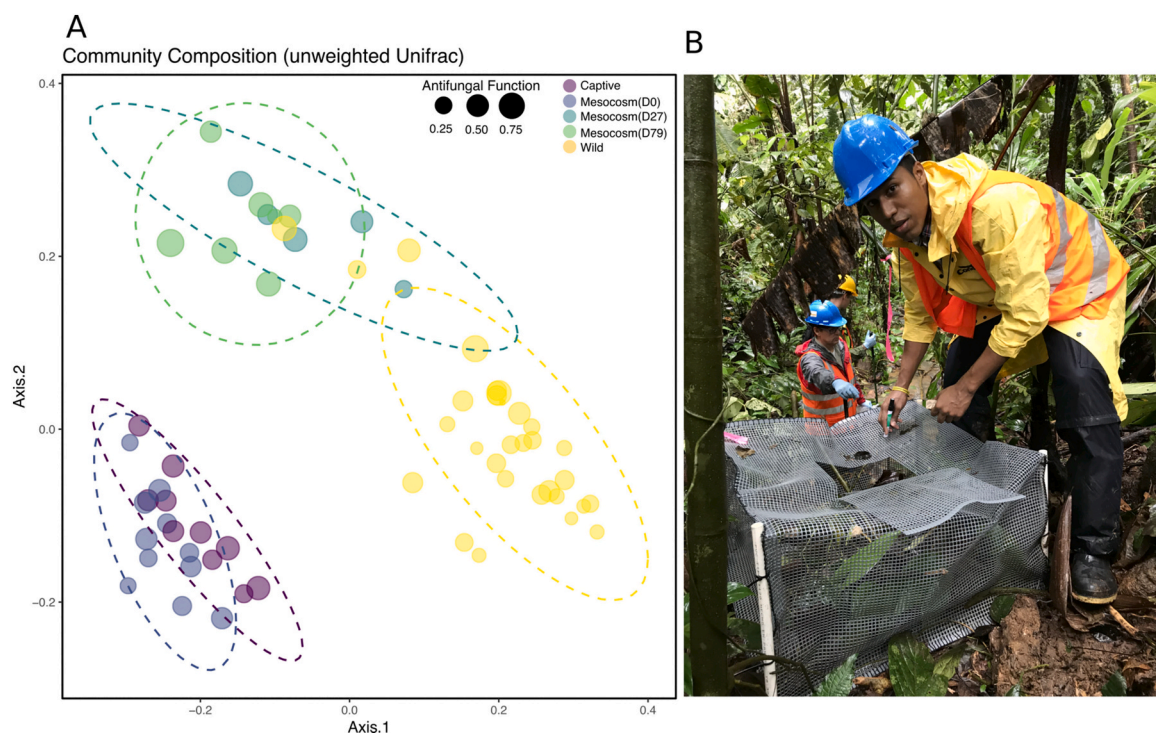 A
Community Composition (unweighted Unifrac)
0.4
0.2
0.0
−0.2
Axis.2
−0.2
0.0
0.2
0.4
Axis.1
Antifungal Function
0.25
0.50
0.75
Captive
Mesocosm(D0)
Mesocosm(D27)
Mesocosm(D79)
Wild
B